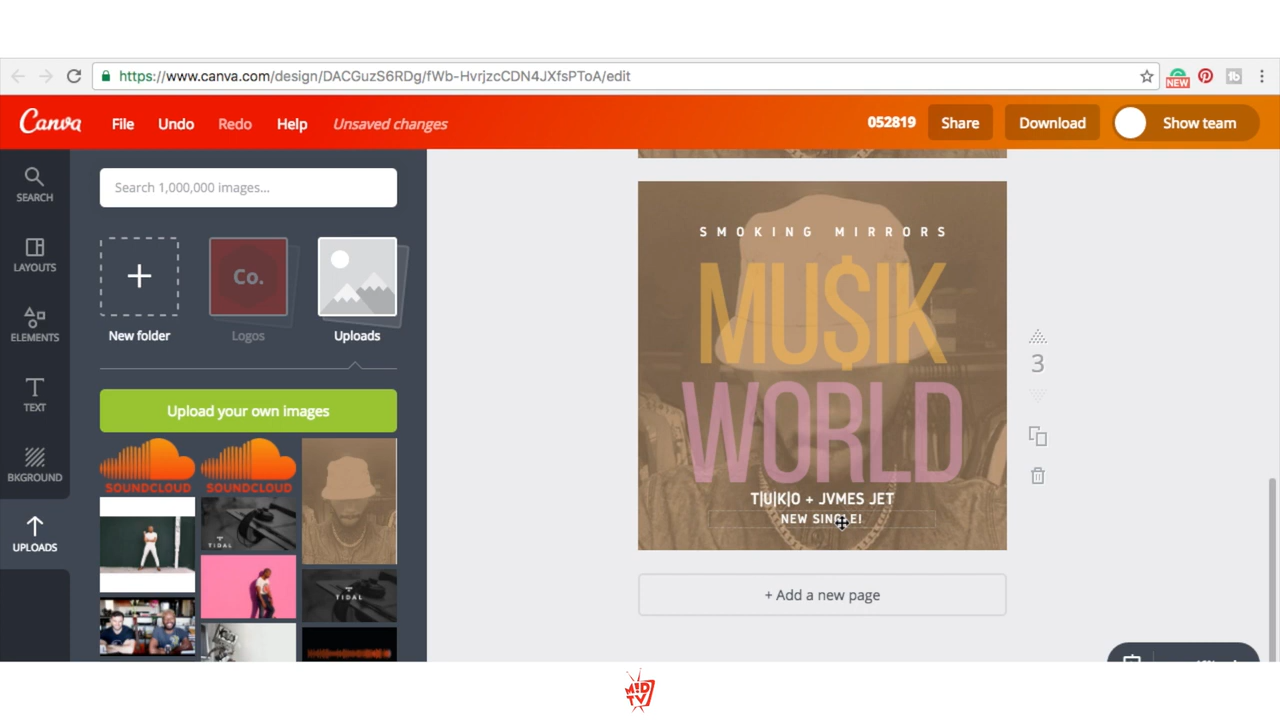 https://www.canva.com/design/DACGuzS6RDg/fWb-HvrjzcCDN4JXfsPToA/edit
NEW
Canva
File
Undo
Redo
Help
Unsaved changes
052819
Share
Download
Show team
SEARCH
LAYOUTS
ELEMENTS
TEXT
BKGROUND
UPLOADS
Search 1,000,000 images...
New folder
Co.
Logos
Uploads
Upload your own images
SOUNDCLOUD
SOUNDCLOUD
TIDAL
TIDAL
SMOKING MIRRORS
MU$IK
WORLD
T|U|K|O + JVMES JET
NEW SINGLE!
3
+ Add a new page
MID
TV